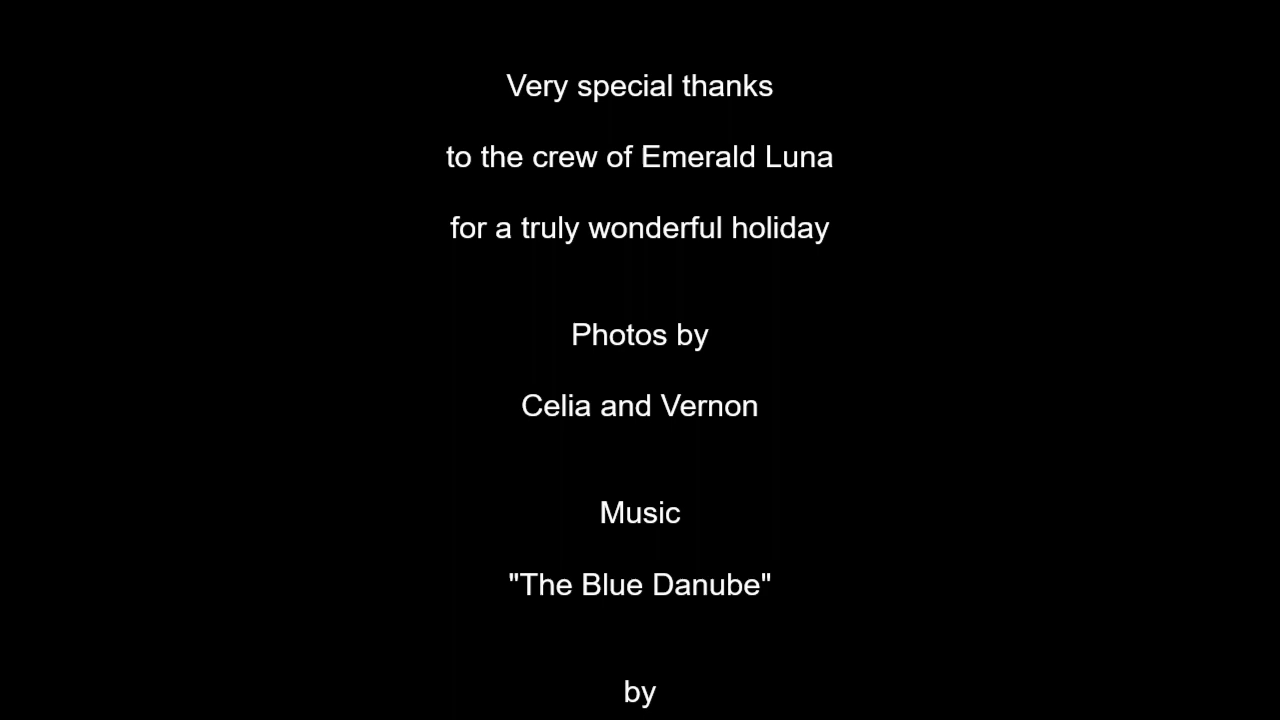 Very special thanks
to the crew of Emerald Luna
for a truly wonderful holiday
Photos by
Celia and Vernon
Music
"The Blue Danube"
by